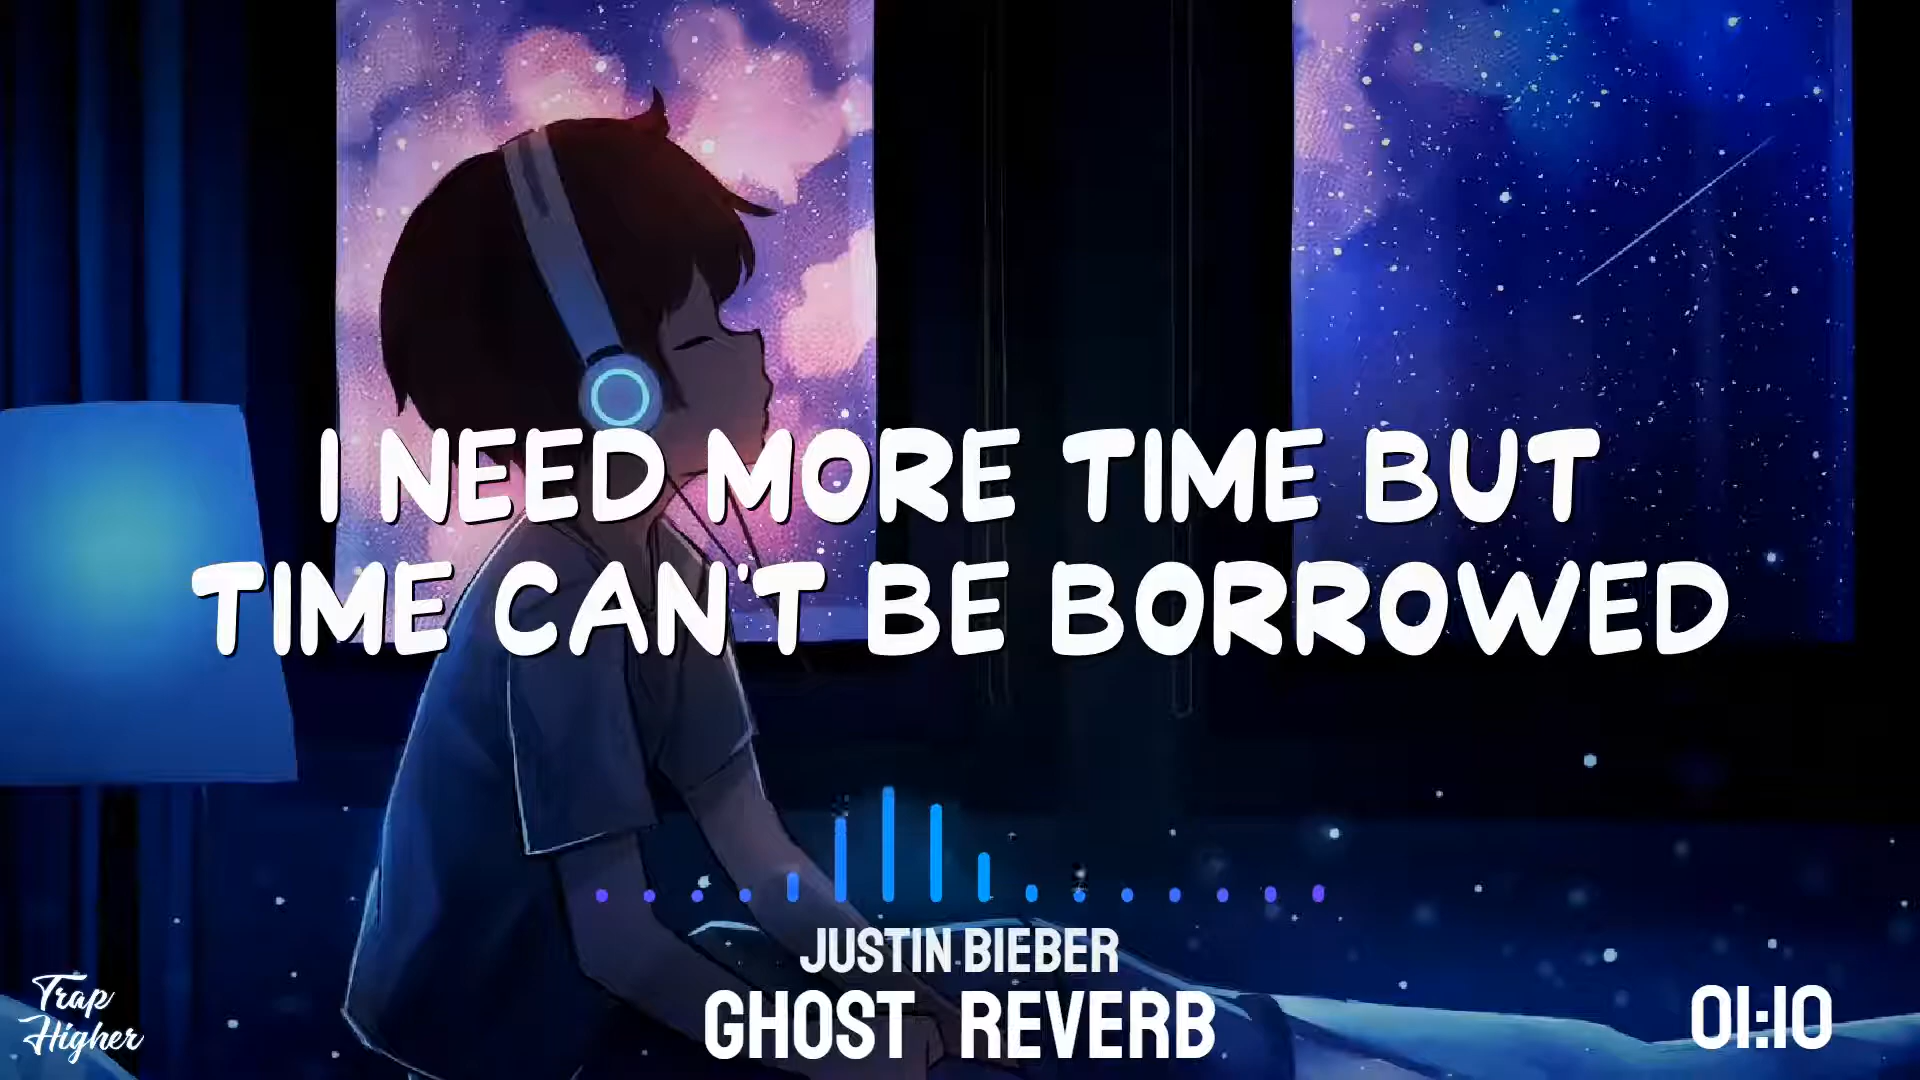 I NEED MORE TIME BUT
TIME CAN'T BE BORROWED
JUSTIN BIEBER
GHOST REVERB
Trap
Higher
01:10